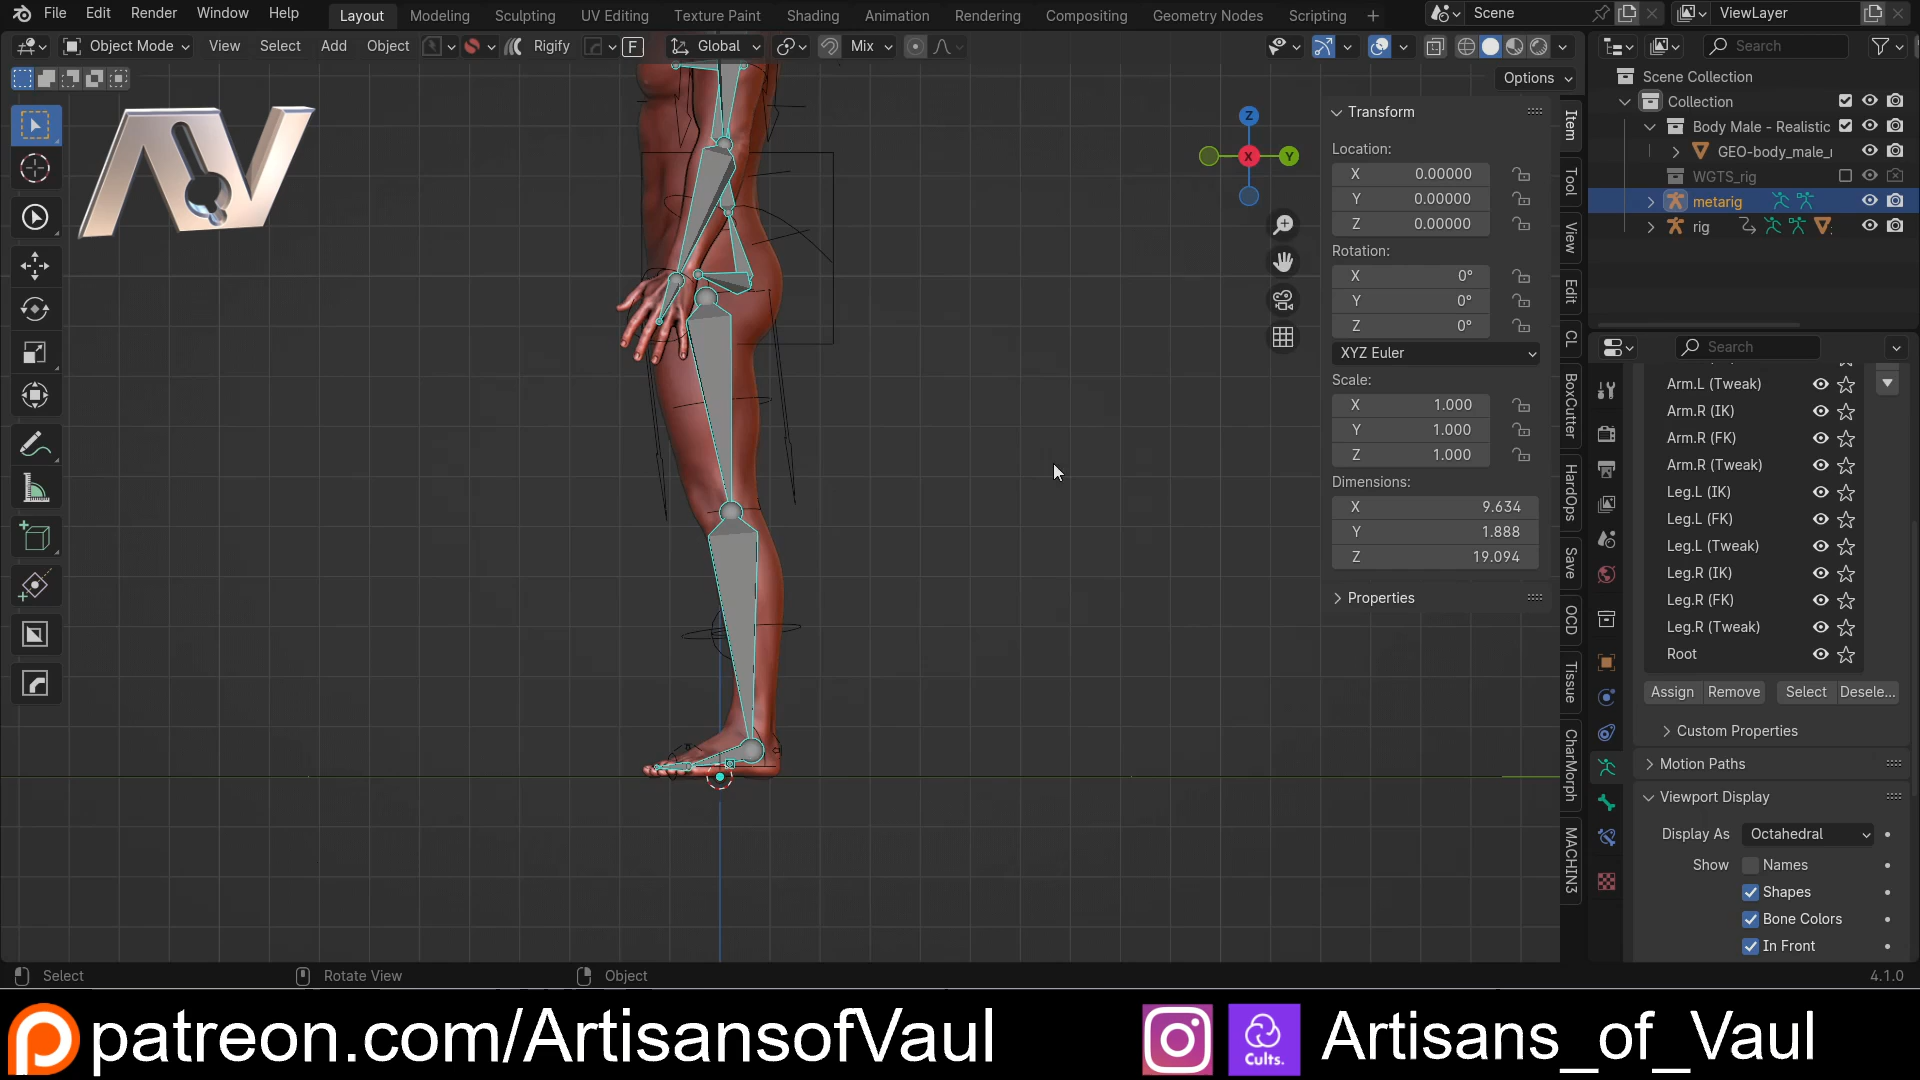 File Edit Render Window Help
Layout Modeling Sculpting UV Editing Texture Paint Shading Animation Rendering Compositing Geometry Nodes Scripting +
Scene
ViewLayer
Object Mode View Select Add Object Rigify F Global Mix
Search
Options
Scene Collection
Collection
Body Male - Realistic
GEO-body_male_r
WGTS_rig
metarig
rig
AV
Z
X
Y
Transform
Location:
X 0.00000
Y 0.00000
Z 0.00000
Rotation:
X 0°
Y 0°
Z 0°
XYZ Euler
Scale:
X 1.000
Y 1.000
Z 1.000
Dimensions:
X 9.634
Y 1.888
Z 19.094
Properties
Item
Tool
View
Edit
CL
BoxCutter
HardOps
Save
OCD
Tissue
CharMorph
MACHIN3
Search
Arm.L (Tweak)
Arm.R (IK)
Arm.R (FK)
Arm.R (Tweak)
Leg.L (IK)
Leg.L (FK)
Leg.L (Tweak)
Leg.R (IK)
Leg.R (FK)
Leg.R (Tweak)
Root
Assign Remove Select Desele...
Custom Properties
Motion Paths
Viewport Display
Display As Octahedral
Show Names
Shapes
Bone Colors
In Front
Select Rotate View Object 4.1.0
patreon.com/ArtisansofVaul
Cults.
Artisans_of_Vaul